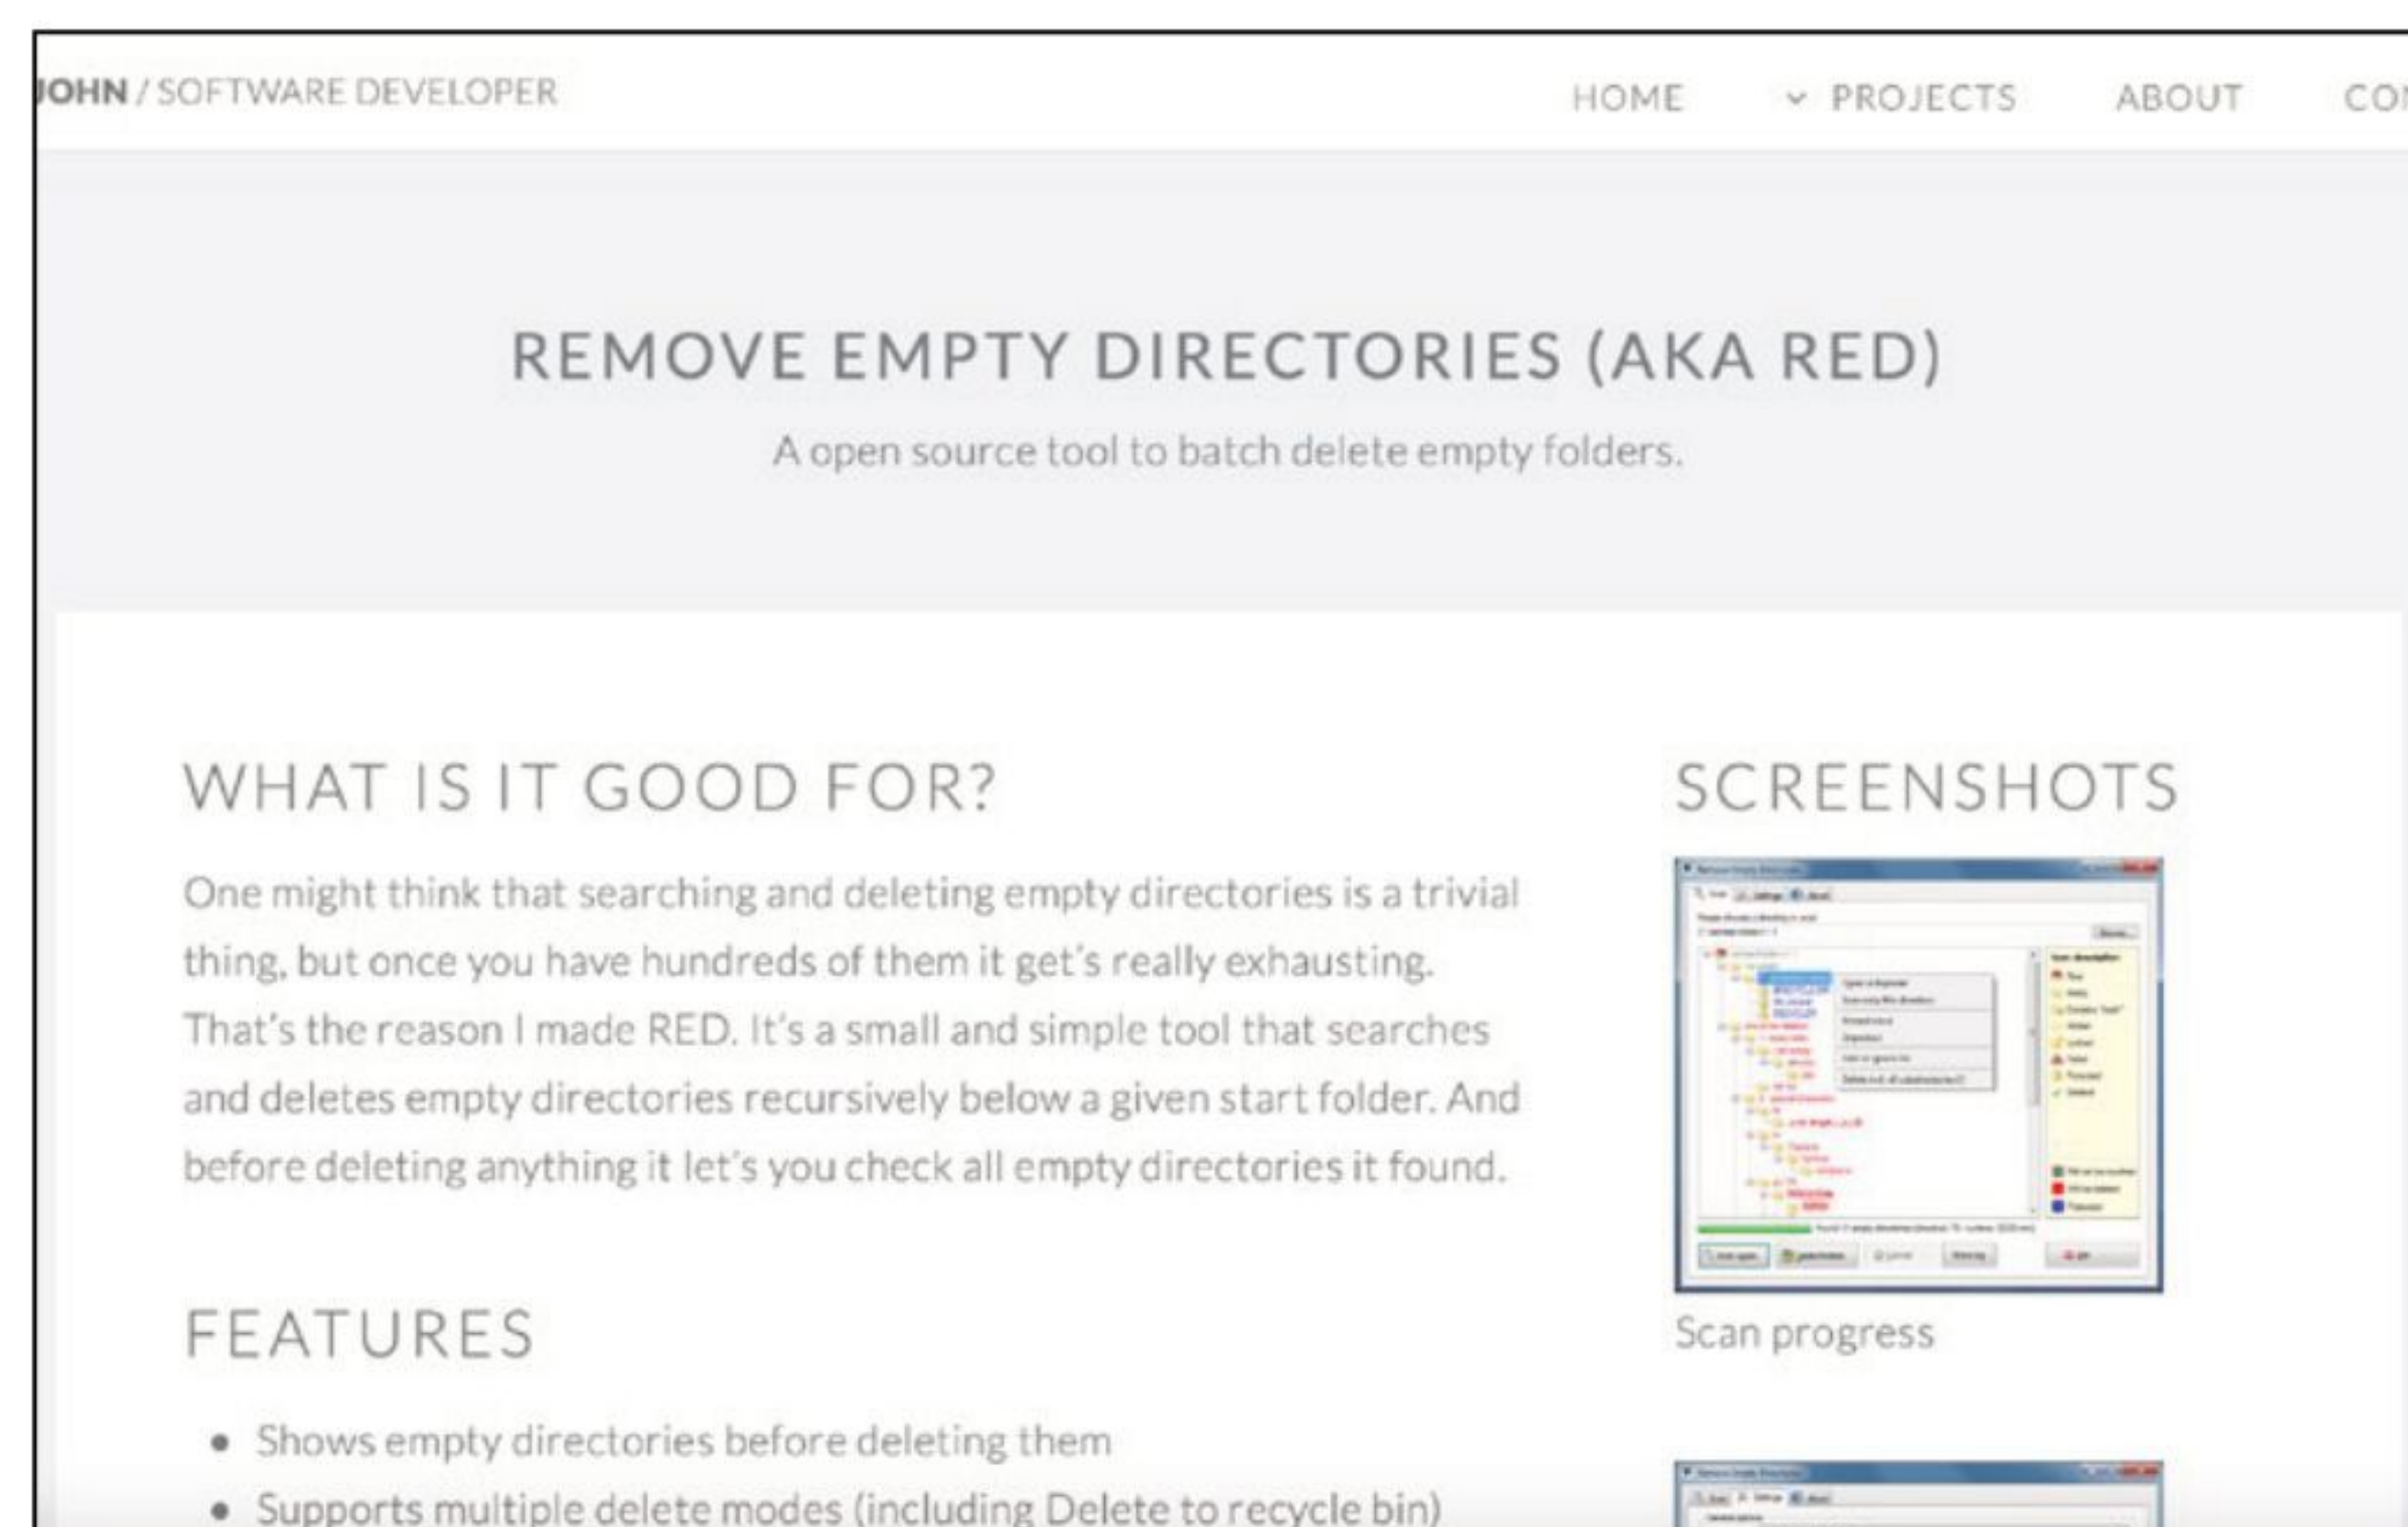 JOHN / SOFTWARE DEVELOPER
HOME PROJECTS ABOUT
REMOVE EMPTY DIRECTORIES (AKA RED)
A open source tool to batch delete empty folders.
WHAT IS IT GOOD FOR?
One might think that searching and deleting empty directories is a trivial
thing, but once you have hundreds of them it get's really exhausting.
That's the reason I made RED. It's a small and simple tool that searches
and deletes empty directories recursively below a given start folder. And
before deleting anything it let's you check all empty directories it found.
FEATURES
Shows empty directories before deleting them
Supports multiple delete modes (including Delete to recycle bin)
SCREENSHOTS
Scan progress